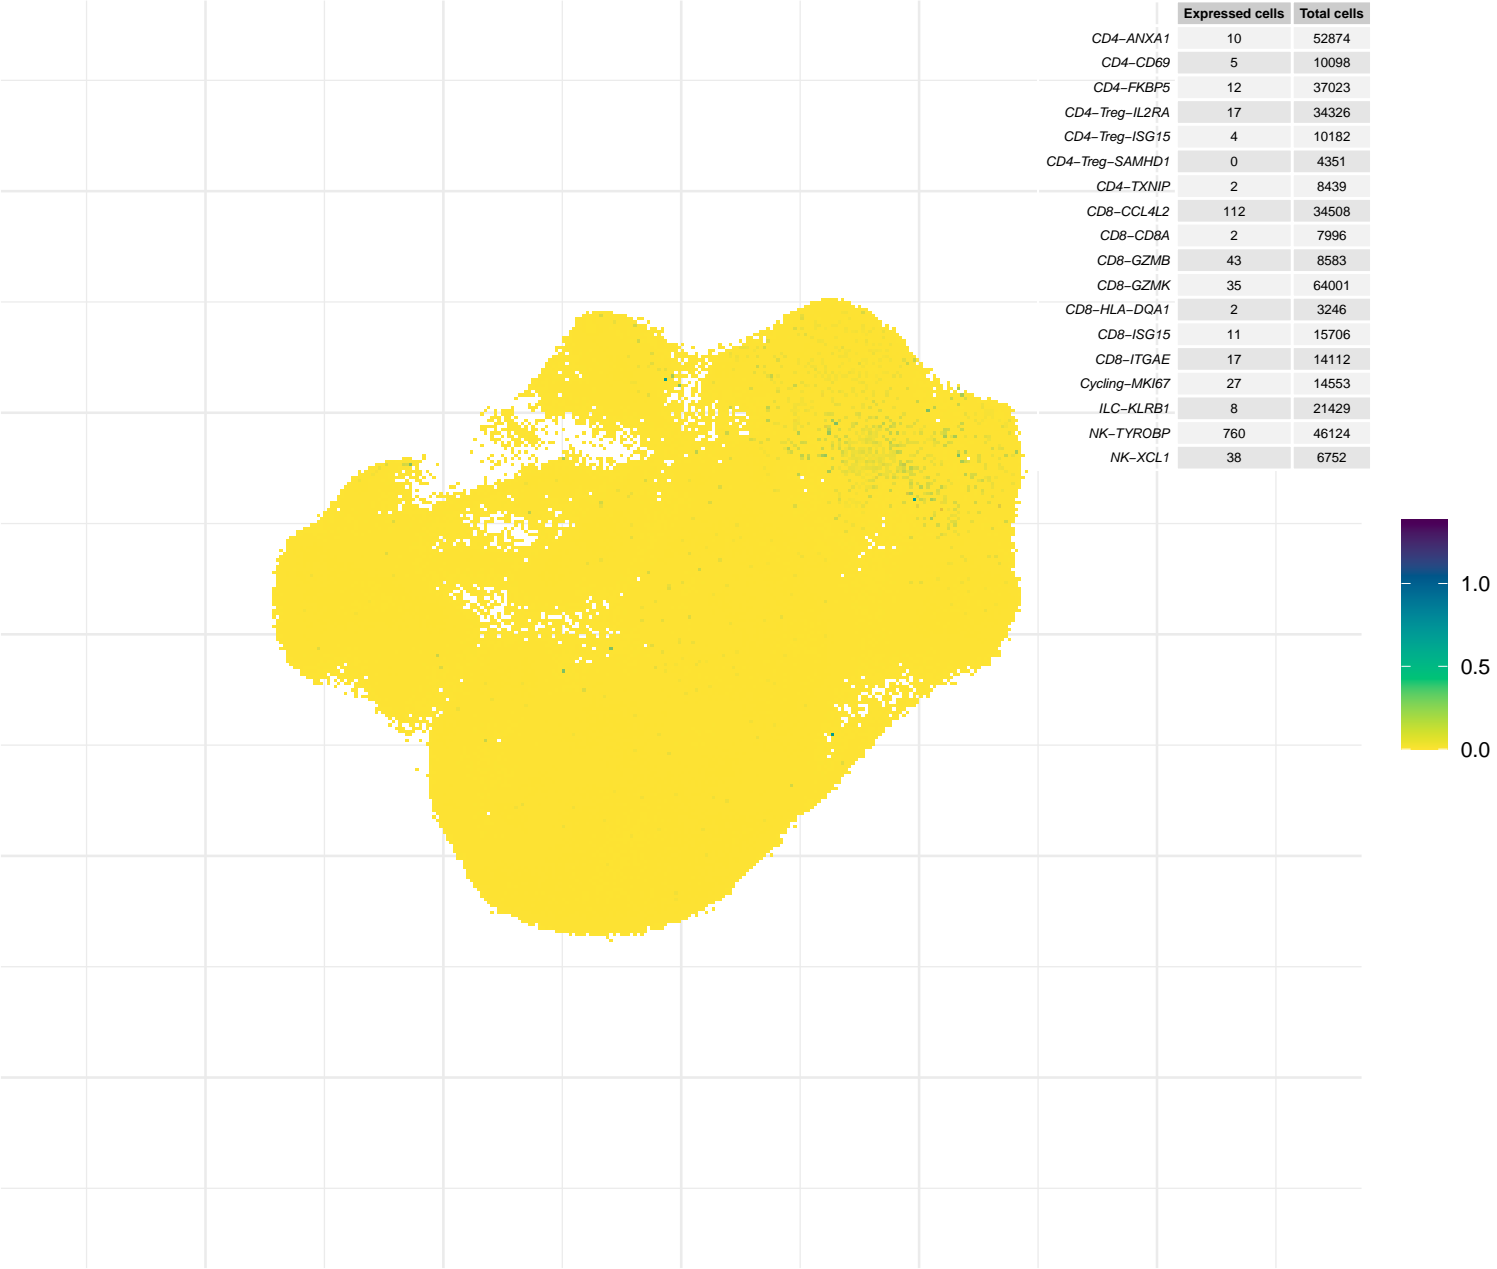 Expressed cells Total cells
CD4−ANXA1 10 52874
CD4−CD69 5 10098
CD4−FKBP5 12 37023
CD4−Treg−IL2RA 17 34326
CD4−Treg−ISG15 4 10182
CD4−Treg−SAMHD1 0 4351
CD4−TXNIP 2 8439
CD8−CCL4L2 112 34508
CD8−CD8A 2 7996
CD8−GZMB 43 8583
CD8−GZMK 35 64001
CD8−HLA−DQA1 2 3246
CD8−ISG15 11 15706
CD8−ITGAE 17 14112
Cycling−MKI67 27 14553
ILC−KLRB1 8 21429
NK−TYROBP 760 46124
NK−XCL1 38 6752
1.0
0.5
0.0